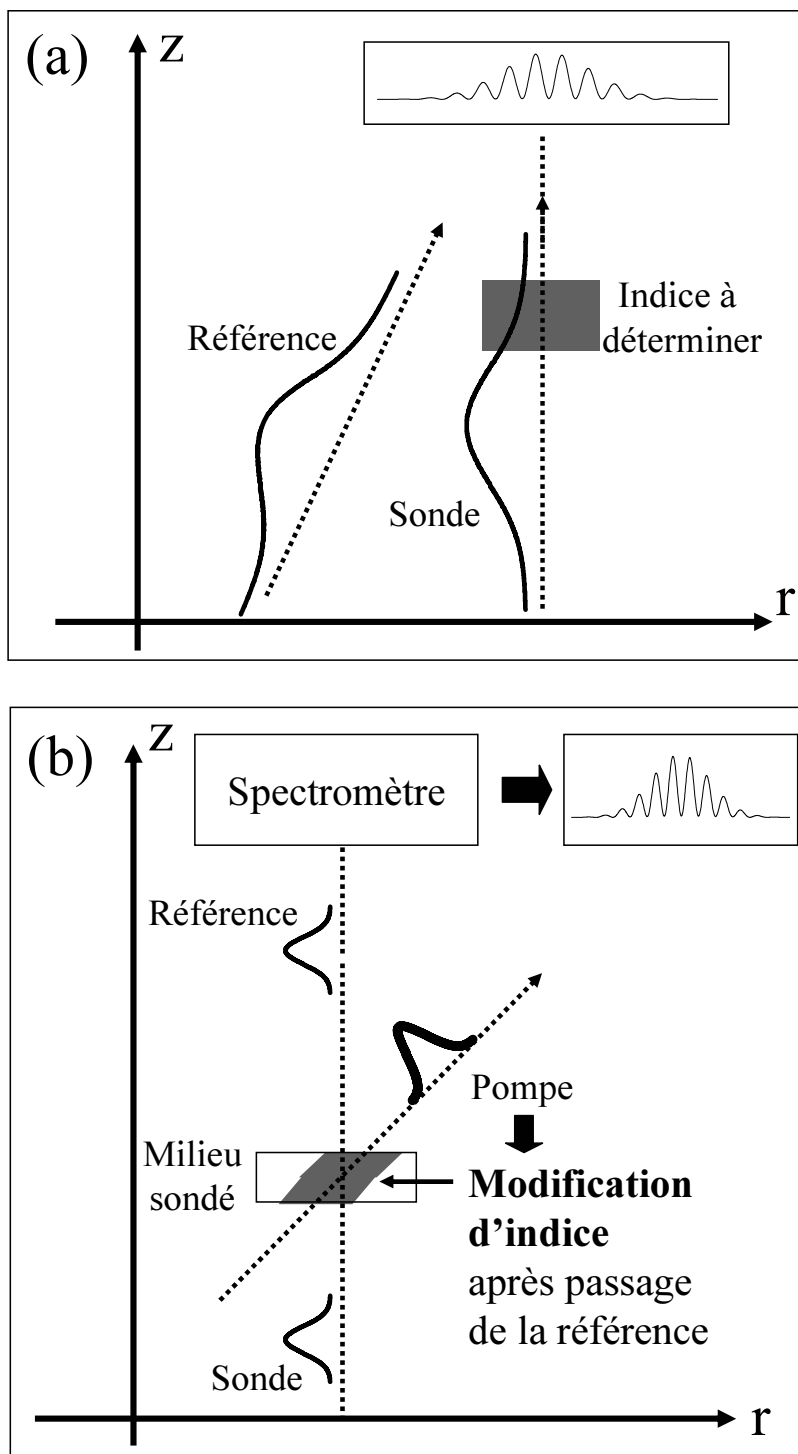 (a)
z
Référence
Indice à
déterminer
Sonde
r
(b)
z
Spectromètre
Référence
Pompe
Milieu
sondé
Modification
d'indice
après passage
de la référence
Sonde
r